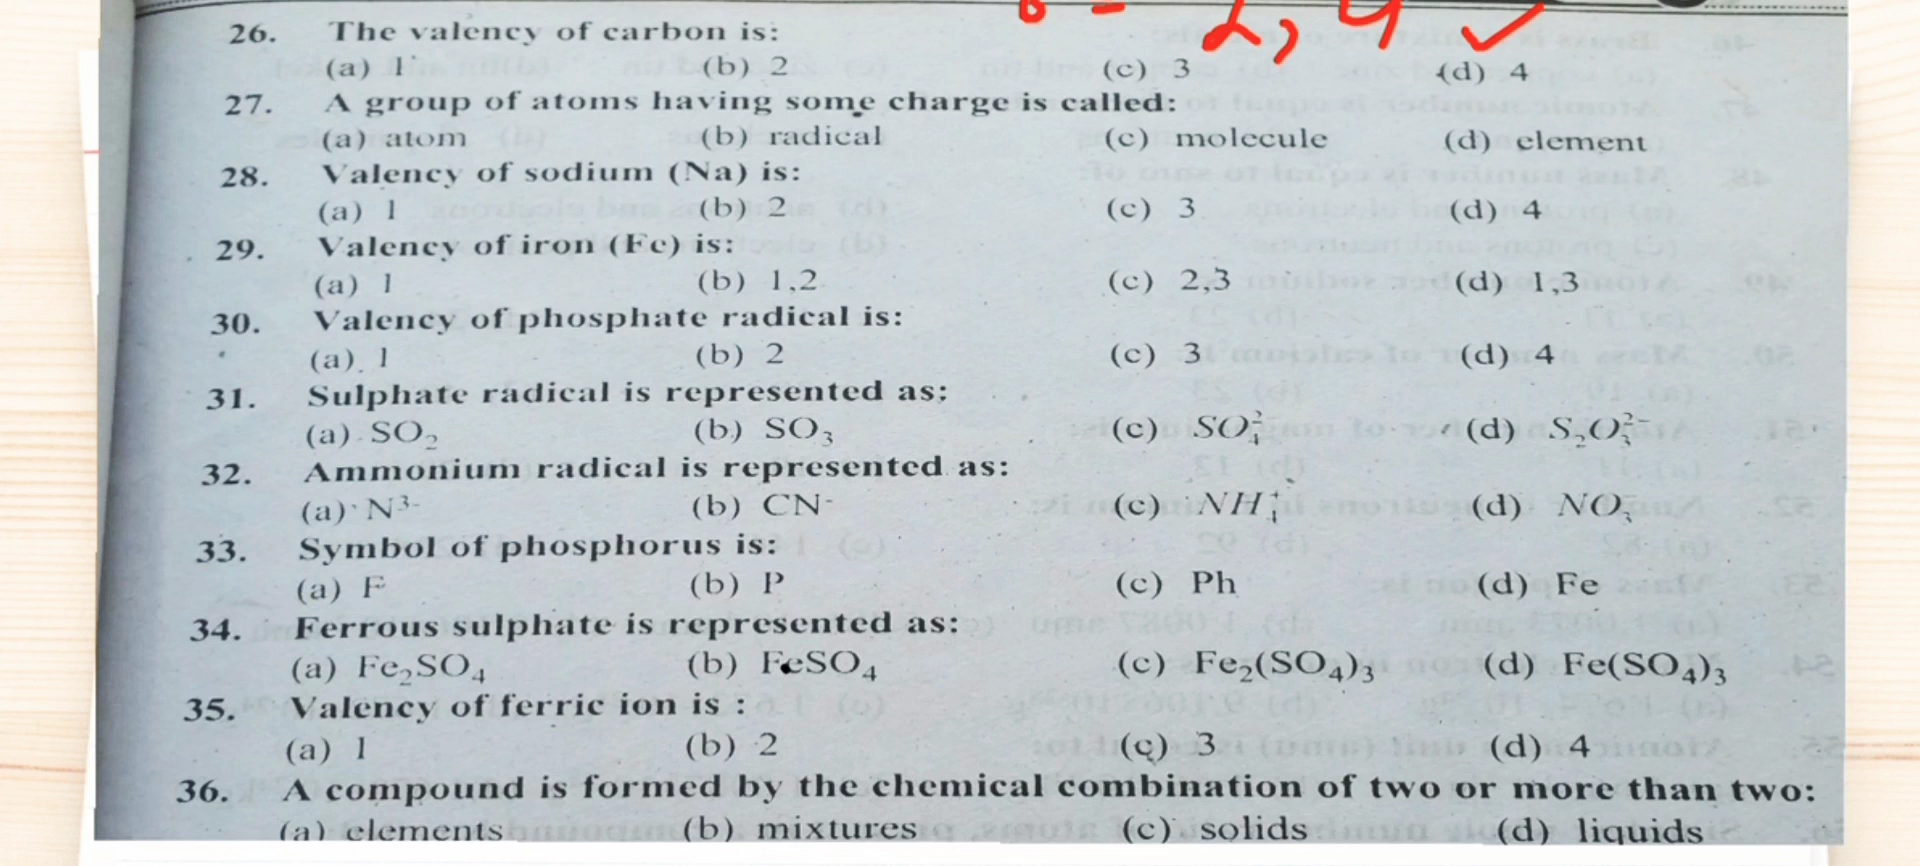 6 = 2, 4 ✓
26. The valency of carbon is:
(a) 1 (b) 2 (c) 3 (d) 4
27. A group of atoms having some charge is called:
(a) atom (b) radical (c) molecule (d) element
28. Valency of sodium (Na) is:
(a) 1 (b) 2 (c) 3 (d) 4
29. Valency of iron (Fe) is:
(a) 1 (b) 1,2 (c) 2,3 (d) 1,3
30. Valency of phosphate radical is:
(a) 1 (b) 2 (c) 3 (d) 4
31. Sulphate radical is represented as:
(a) SO₂ (b) SO₃ (c) SO₄²⁻ (d) S₂O₃²⁻
32. Ammonium radical is represented as:
(a) N³⁻ (b) CN⁻ (c) NH₄⁺ (d) NO₃⁻
33. Symbol of phosphorus is:
(a) F (b) P (c) Ph (d) Fe
34. Ferrous sulphate is represented as:
(a) Fe₂SO₄ (b) FeSO₄ (c) Fe₂(SO₄)₃ (d) Fe(SO₄)₃
35. Valency of ferric ion is :
(a) 1 (b) 2 (c) 3 (d) 4
36. A compound is formed by the chemical combination of two or more than two:
(a) elements (b) mixtures (c) solids (d) liquids